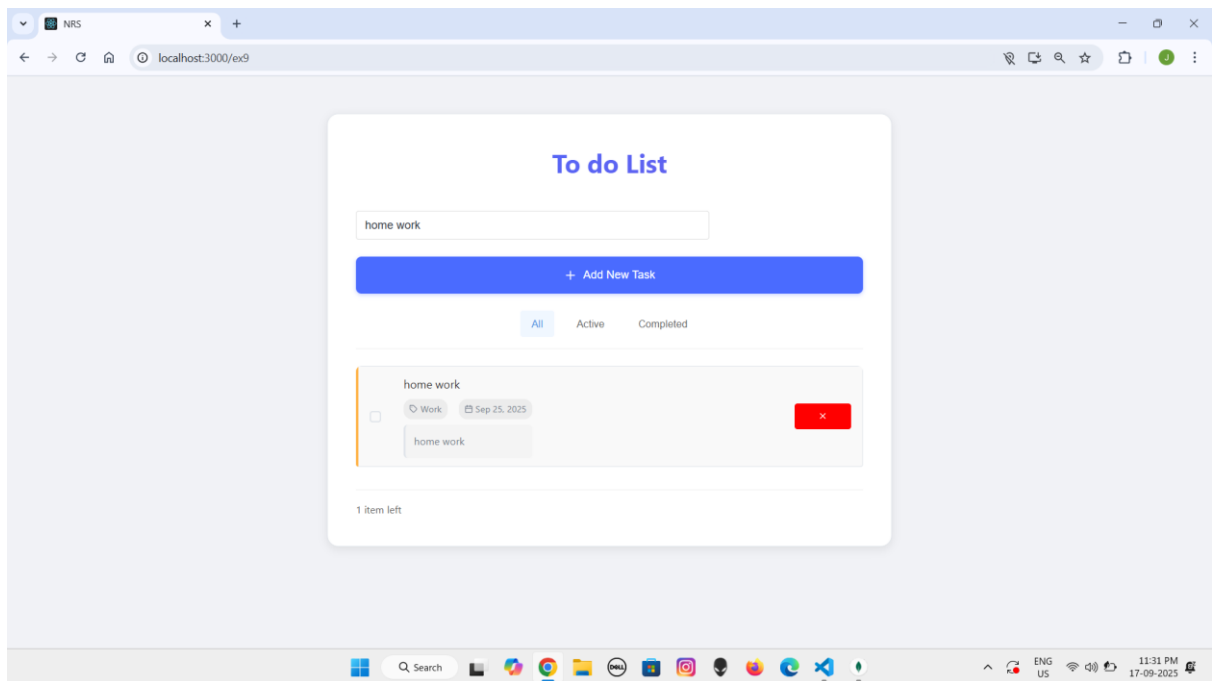 NRS
localhost:3000/ex9
J
To do List
home work
+ Add New Task
All Active Completed
home work
Work Sep 25, 2025
home work
1 item left
Search
DELL
ENG
US
11:31 PM
17-09-2025